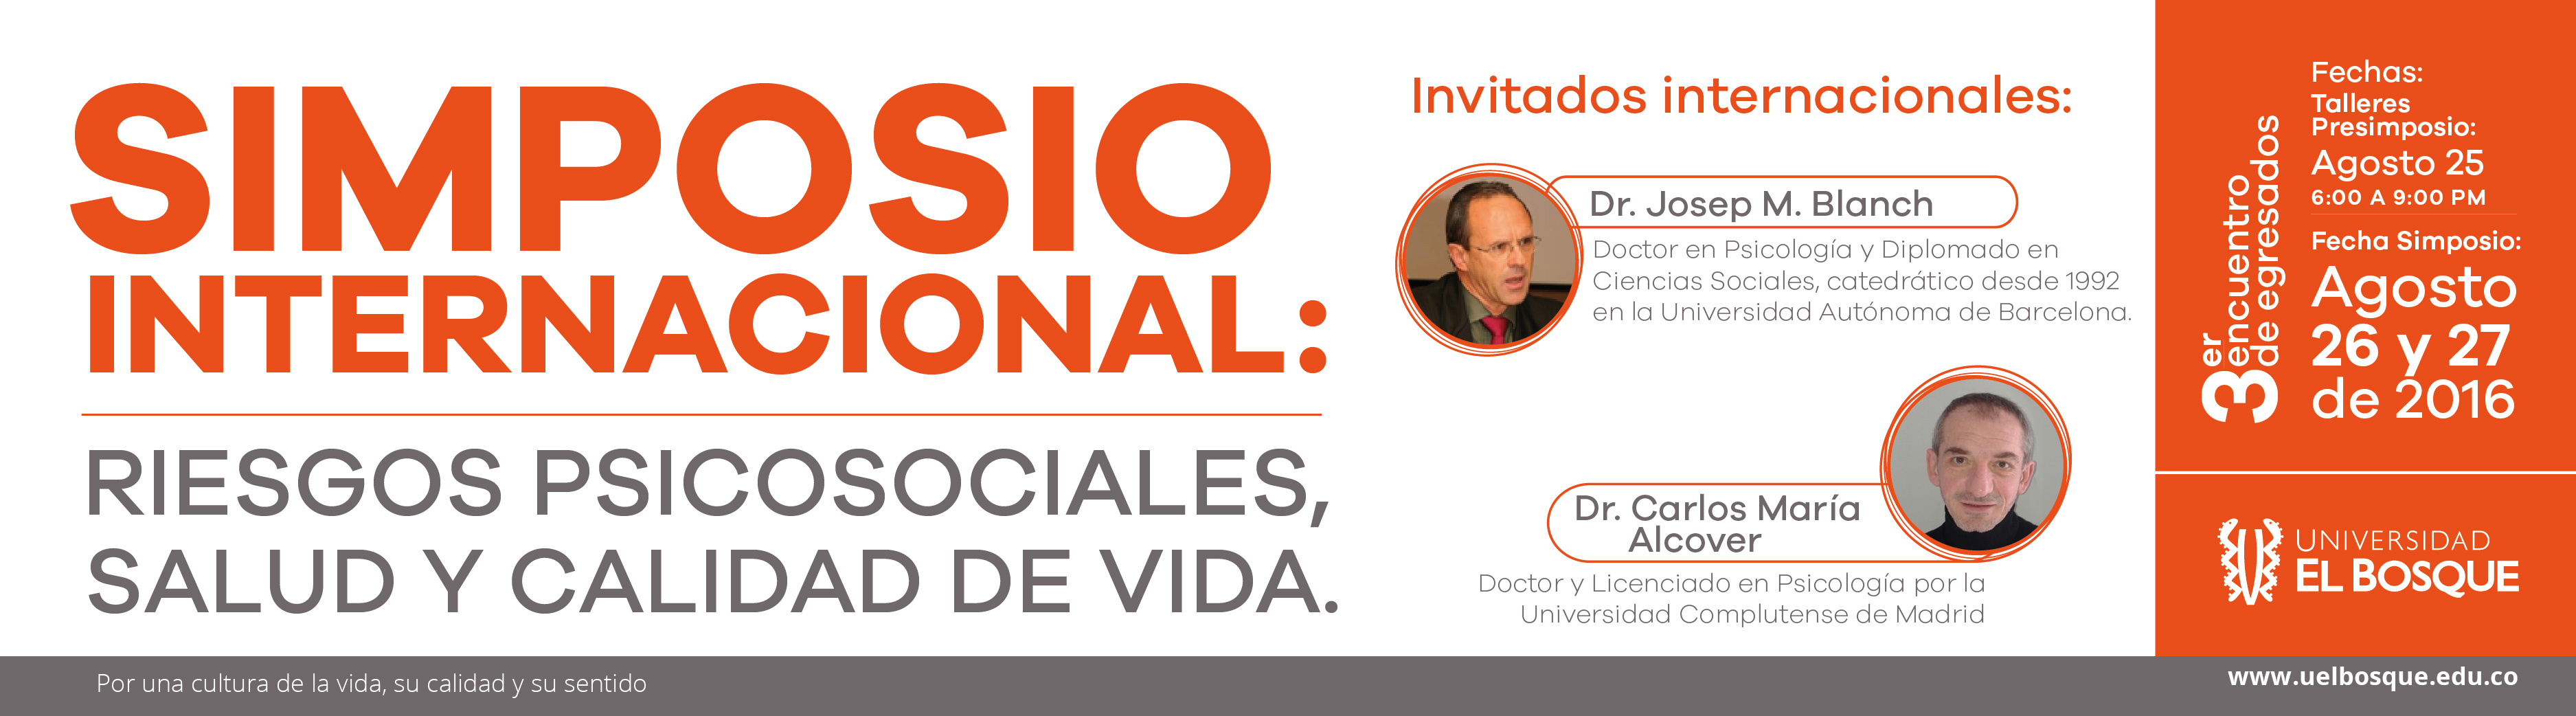 SIMPOSIO
INTERNACIONAL:
RIESGOS PSICOSOCIALES,
SALUD Y CALIDAD DE VIDA.
Invitados internacionales:
Dr. Josep M. Blanch
Doctor en Psicología y Diplomado en
Ciencias Sociales, catedrático desde 1992
en la Universidad Autónoma de Barcelona.
Dr. Carlos María
Alcover
Doctor y Licenciado en Psicología por la
Universidad Complutense de Madrid
3er
encuentro
de egresados
Fechas:
Talleres
Presimposio:
Agosto 25
6:00 A 9:00 PM
Fecha Simposio:
Agosto
26 y 27
de 2016
UNIVERSIDAD
EL BOSQUE
Por una cultura de la vida, su calidad y su sentido
www.uelbosque.edu.co